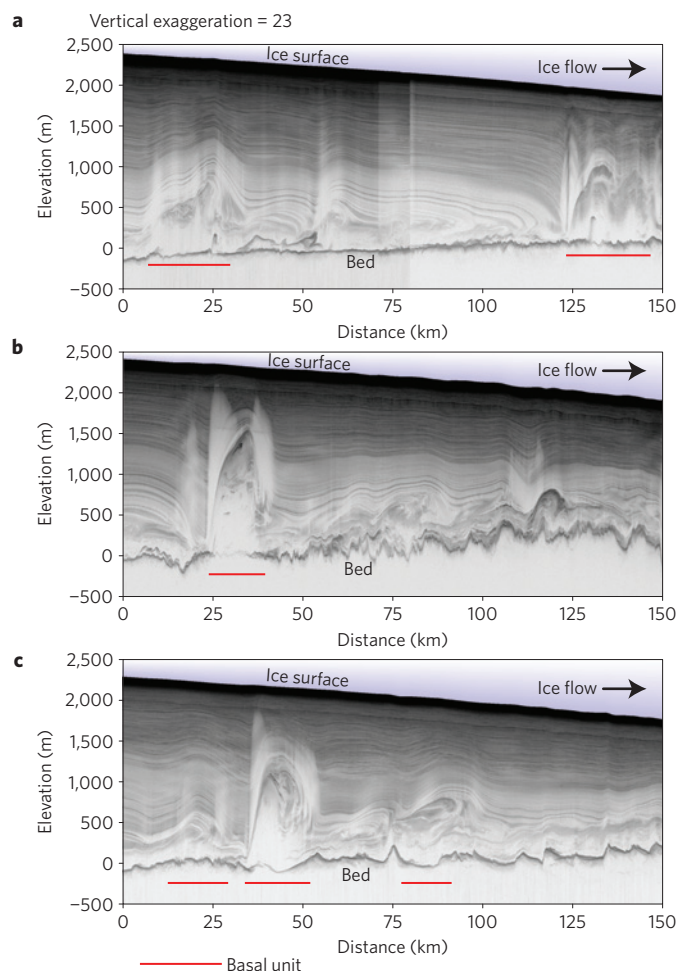 a
Vertical exaggeration = 23
2,500
2,000
1,500
1,000
500
0
−500
Elevation (m)
Ice surface
Ice flow
Bed
0 25 50 75 100 125 150
Distance (km)
b
2,500
2,000
1,500
1,000
500
0
−500
Elevation (m)
Ice surface
Ice flow
Bed
0 25 50 75 100 125 150
Distance (km)
c
2,500
2,000
1,500
1,000
500
0
−500
Elevation (m)
Ice surface
Ice flow
Bed
0 25 50 75 100 125 150
Distance (km)
Basal unit